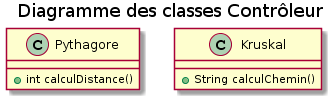 Diagramme des classes Contrôleur
C Pythagore
int calculDistance()
C Kruskal
String calculChemin()